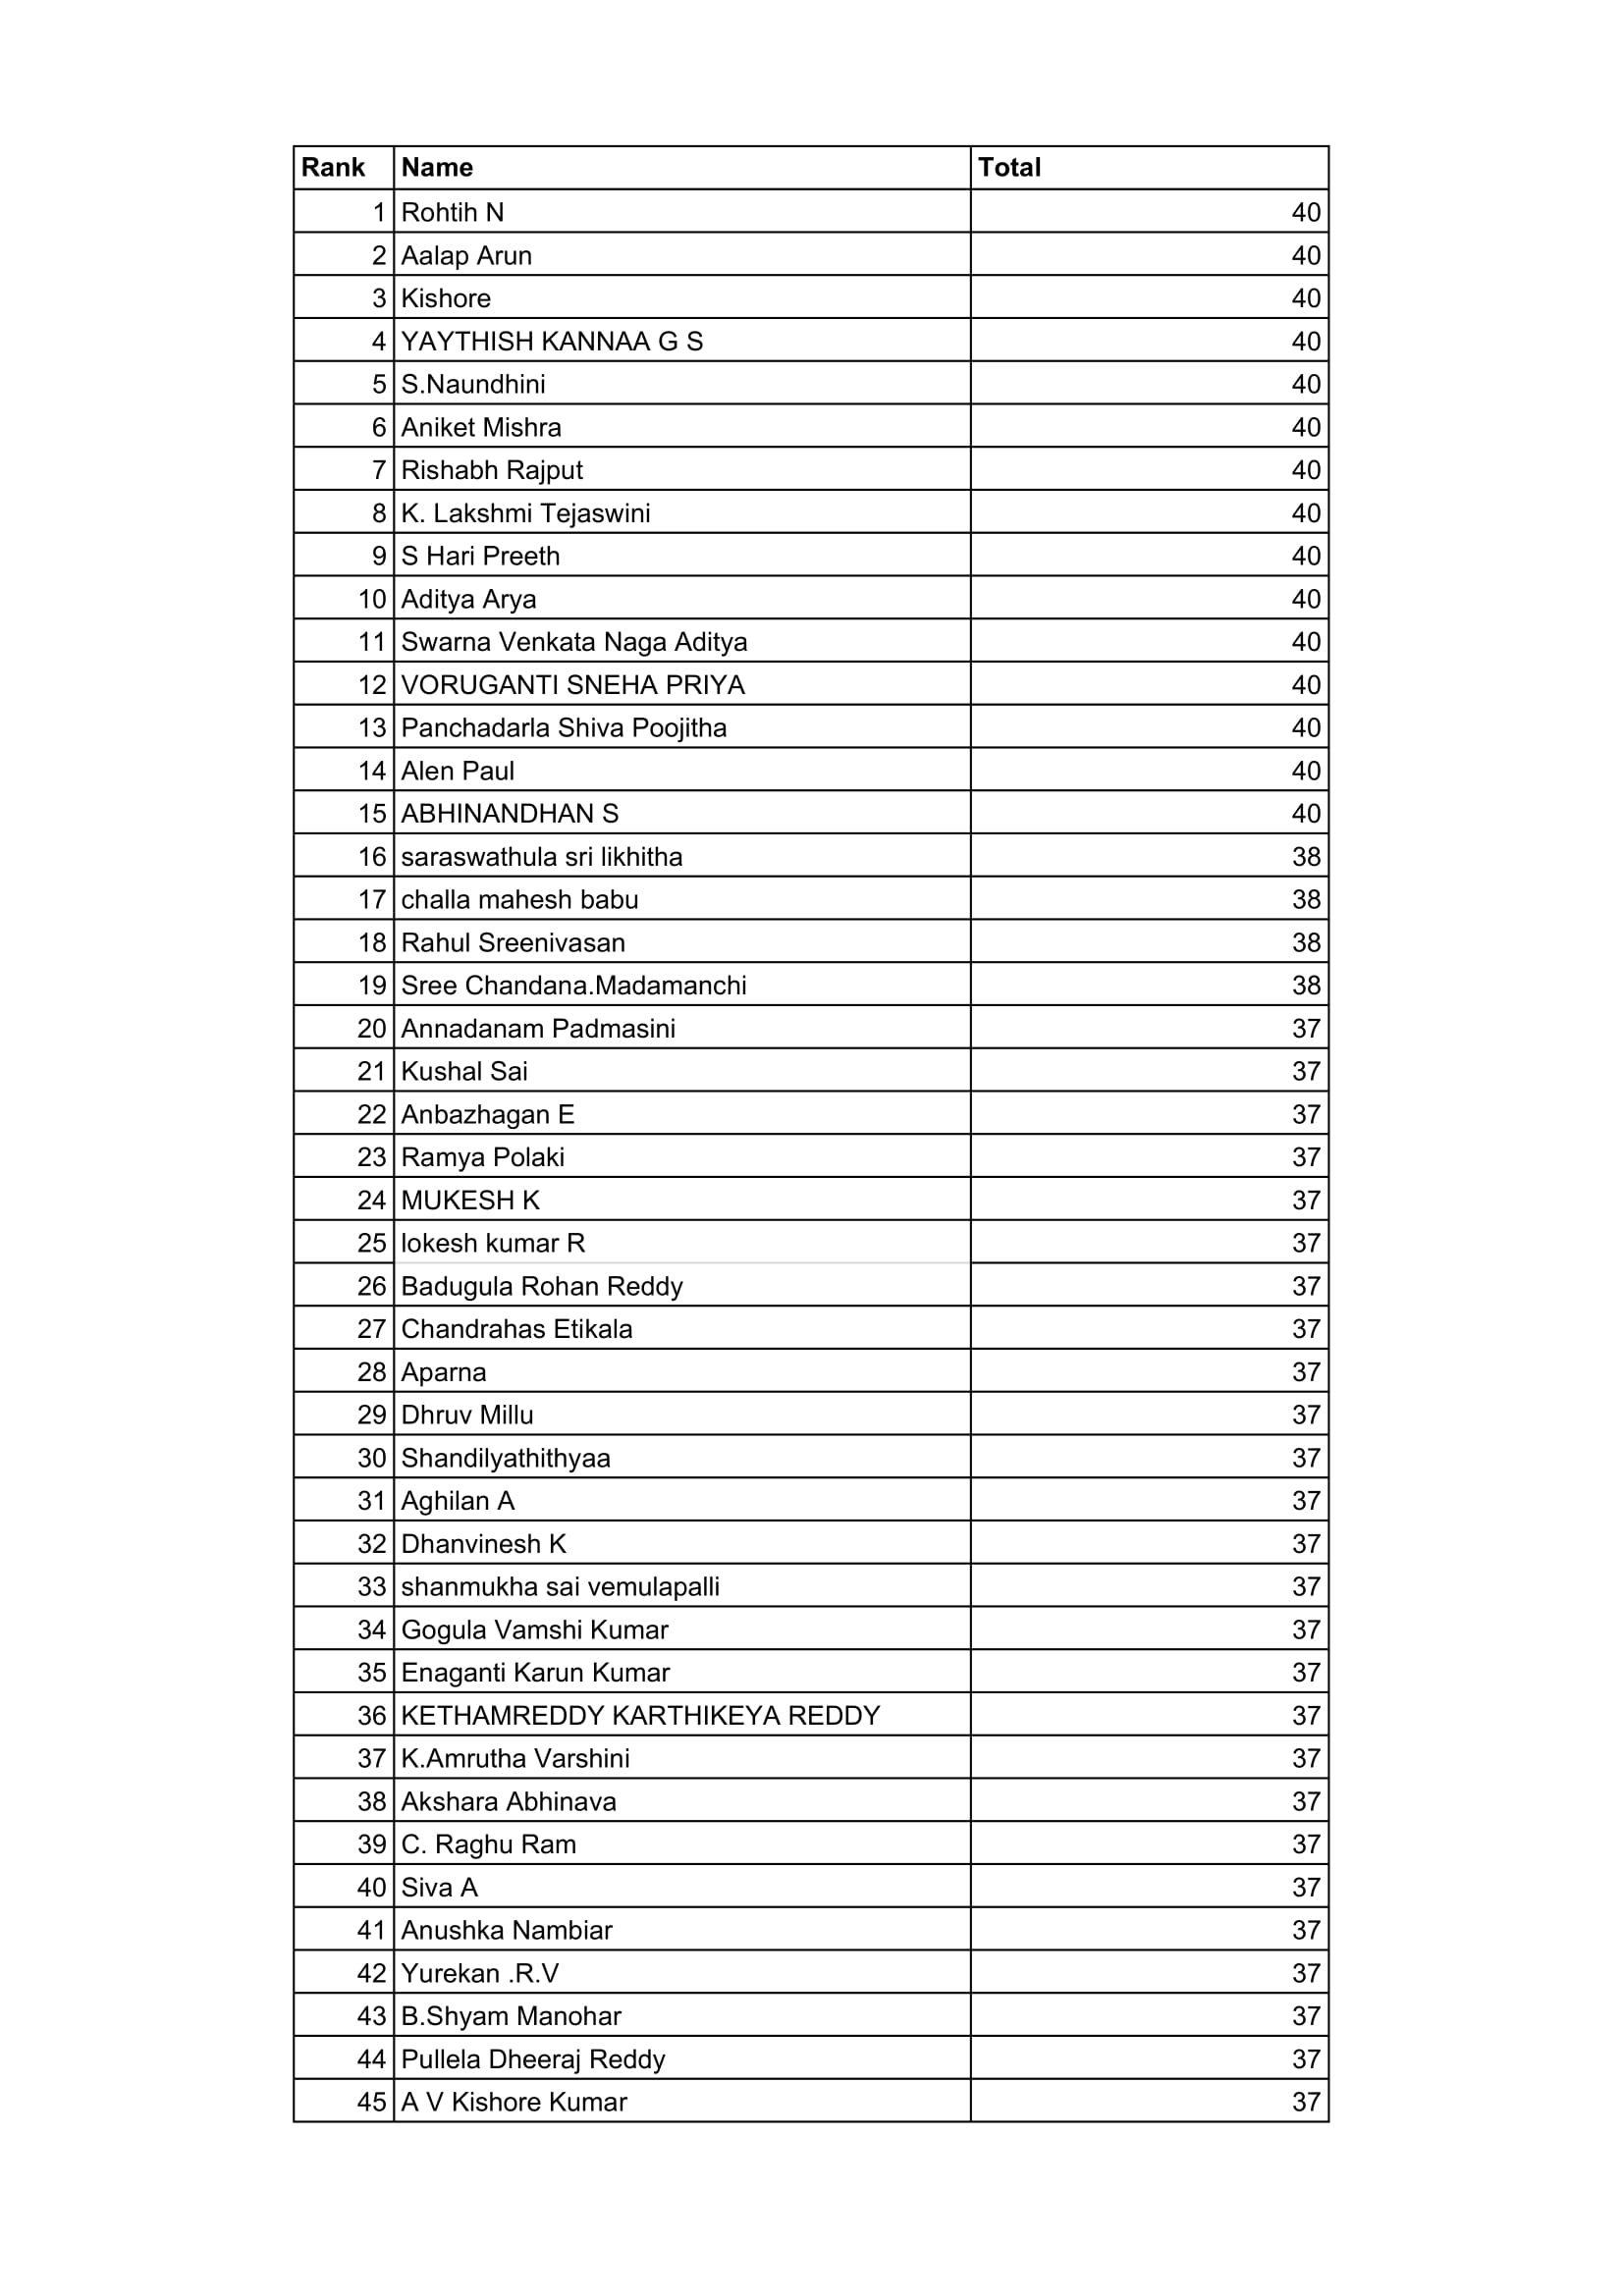 Rank Name Total
1 Rohtih N 40
2 Aalap Arun 40
3 Kishore 40
4 YAYTHISH KANNAA G S 40
5 S.Naundhini 40
6 Aniket Mishra 40
7 Rishabh Rajput 40
8 K. Lakshmi Tejaswini 40
9 S Hari Preeth 40
10 Aditya Arya 40
11 Swarna Venkata Naga Aditya 40
12 VORUGANTI SNEHA PRIYA 40
13 Panchadarla Shiva Poojitha 40
14 Alen Paul 40
15 ABHINANDHAN S 40
16 saraswathula sri likhitha 38
17 challa mahesh babu 38
18 Rahul Sreenivasan 38
19 Sree Chandana.Madamanchi 38
20 Annadanam Padmasini 37
21 Kushal Sai 37
22 Anbazhagan E 37
23 Ramya Polaki 37
24 MUKESH K 37
25 lokesh kumar R 37
26 Badugula Rohan Reddy 37
27 Chandrahas Etikala 37
28 Aparna 37
29 Dhruv Millu 37
30 Shandilyathithyaa 37
31 Aghilan A 37
32 Dhanvinesh K 37
33 shanmukha sai vemulapalli 37
34 Gogula Vamshi Kumar 37
35 Enaganti Karun Kumar 37
36 KETHAMREDDY KARTHIKEYA REDDY 37
37 K.Amrutha Varshini 37
38 Akshara Abhinava 37
39 C. Raghu Ram 37
40 Siva A 37
41 Anushka Nambiar 37
42 Yurekan .R.V 37
43 B.Shyam Manohar 37
44 Pullela Dheeraj Reddy 37
45 A V Kishore Kumar 37